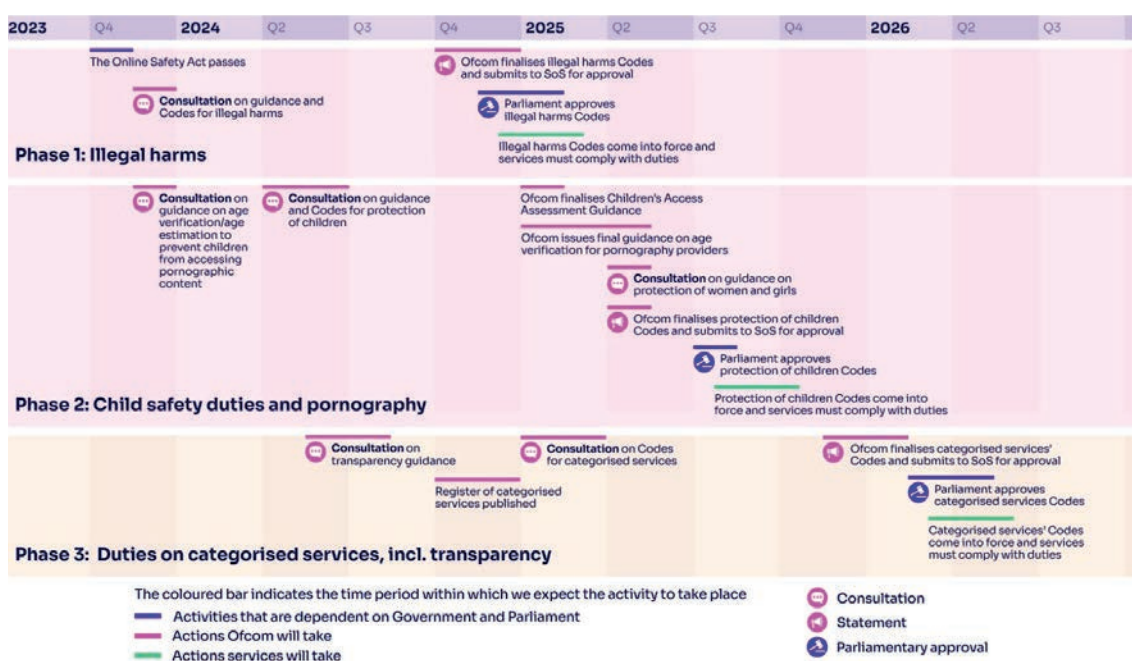 2023 Q4 2024 Q2 Q3 Q4 2025 Q2 Q3 Q4 2026 Q2 Q3
The Online Safety Act passes
Consultation on guidance and
Codes for illegal harms
Ofcom finalises illegal harms Codes
and submits to SoS for approval
Parliament approves
illegal harms Codes
Illegal harms Codes come into force and
services must comply with duties
Phase 1: Illegal harms
Consultation on
guidance on age
verification/age
estimation to
prevent children
from accessing
pornographic
content
Consultation on guidance
and Codes for protection
of children
Ofcom finalises Children's Access
Assessment Guidance
Ofcom issues final guidance on age
verification for pornography providers
Consultation on guidance on
protection of women and girls
Ofcom finalises protection of children
Codes and submits to SoS for approval
Parliament approves
protection of children Codes
Protection of children Codes come into
force and services must comply with duties
Phase 2: Child safety duties and pornography
Consultation on
transparency guidance
Register of categorised
services published
Consultation on Codes
for categorised services
Ofcom finalises categorised services'
Codes and submits to SoS for approval
Parliament approves
categorised services Codes
Categorised services' Codes
come into force and services
must comply with duties
Phase 3: Duties on categorised services, incl. transparency
The coloured bar indicates the time period within which we expect the activity to take place
Activities that are dependent on Government and Parliament
Actions Ofcom will take
Actions services will take
Consultation
Statement
Parliamentary approval